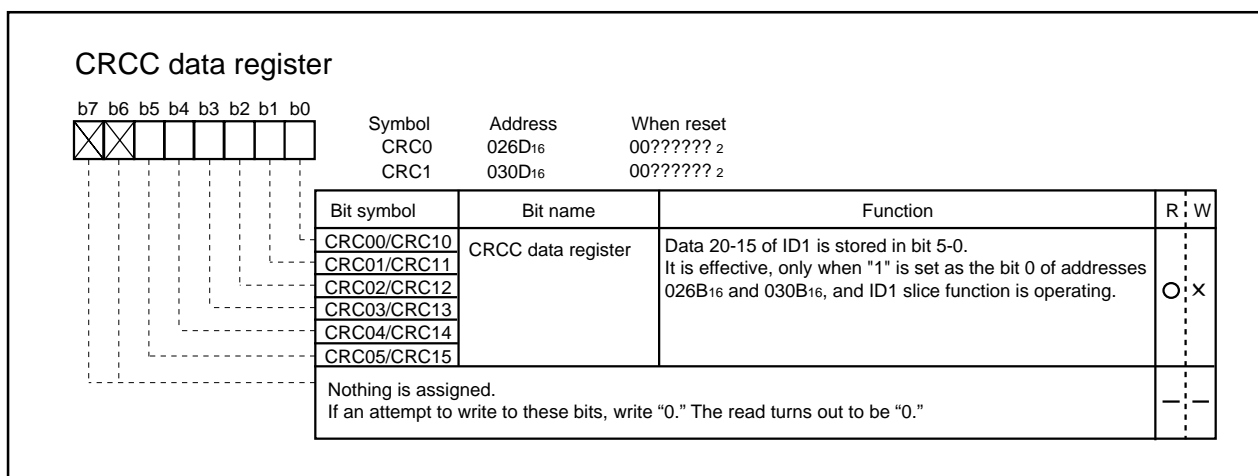 CRCC data register
b7 b6 b5 b4 b3 b2 b1 b0
Symbol Address When reset
CRC0 026D16 00?????? 2
CRC1 030D16 00?????? 2
Bit symbol Bit name Function R W
CRC00/CRC10 CRCC data register Data 20-15 of ID1 is stored in bit 5-0.
CRC01/CRC11 It is effective, only when "1" is set as the bit 0 of addresses
CRC02/CRC12 026B16 and 030B16, and ID1 slice function is operating.
CRC03/CRC13
CRC04/CRC14
CRC05/CRC15
Nothing is assigned.
If an attempt to write to these bits, write “0.” The read turns out to be “0.”